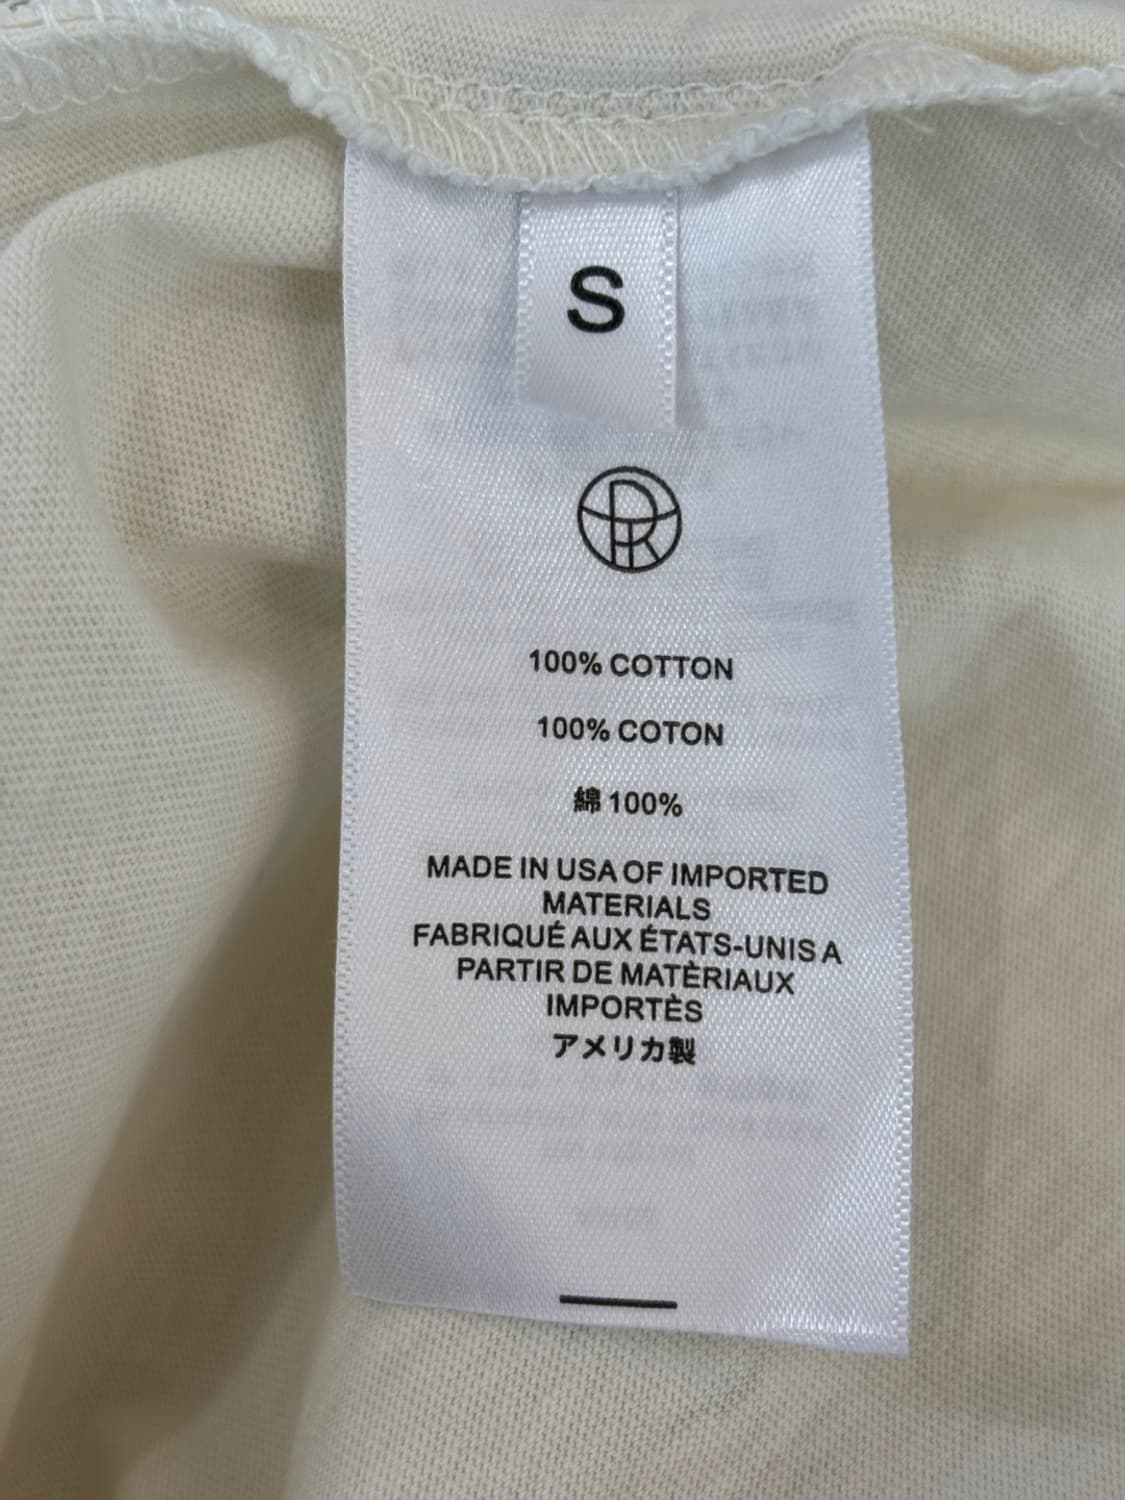 S
100% COTTON
100% COTON
綿 100%
MADE IN USA OF IMPORTED
MATERIALS
FABRIQUÉ AUX ÉTATS-UNIS A
PARTIR DE MATÈRIAUX
IMPORTÈS
アメリカ製